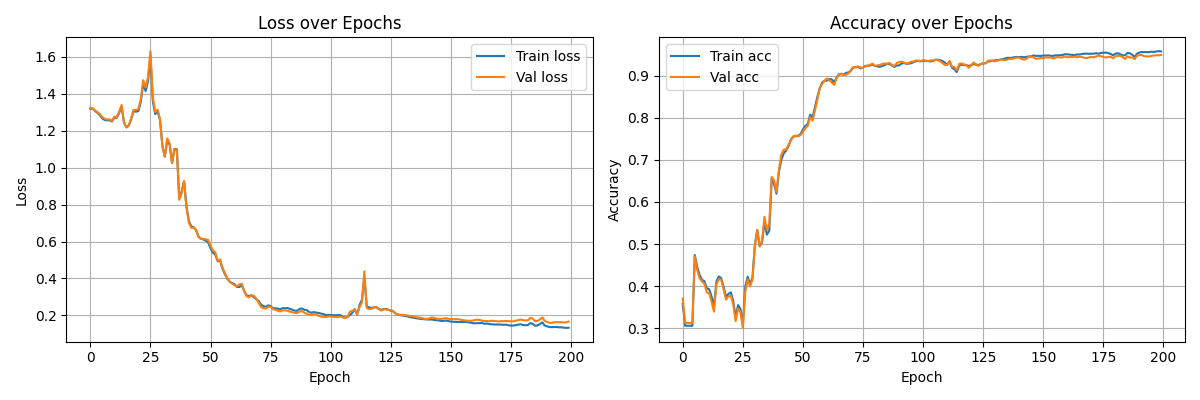 Loss over Epochs
1.6
1.4
1.2
1.0
0.8
0.6
0.4
0.2
Loss
0 25 50 75 100 125 150 175 200
Epoch
Train loss
Val loss
Accuracy over Epochs
0.9
0.8
0.7
0.6
0.5
0.4
0.3
Accuracy
0 25 50 75 100 125 150 175 200
Epoch
Train acc
Val acc